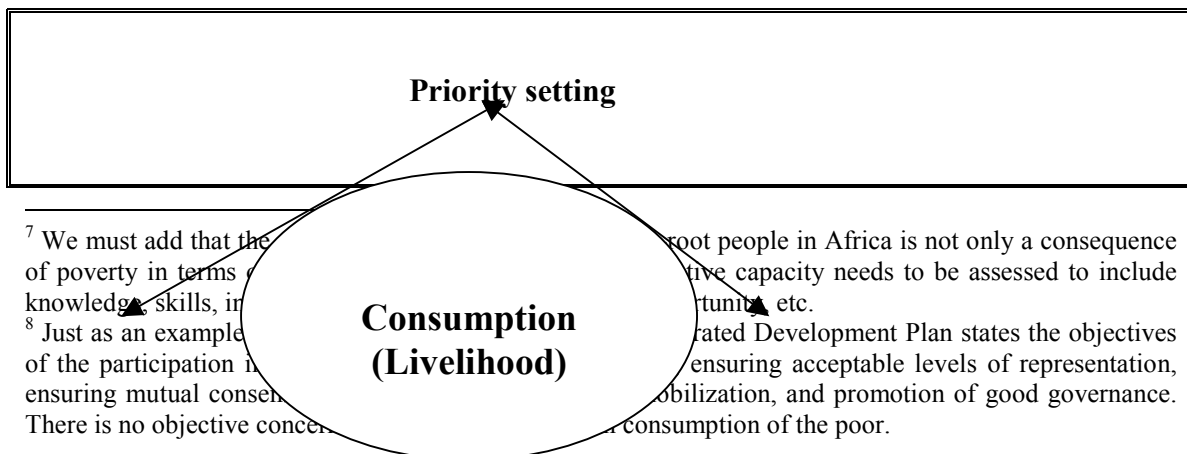 Priority setting
Consumption
(Livelihood)
7 We must add that the root people in Africa is not only a consequence
of poverty in terms tive capacity needs to be assessed to include
knowledge, skills, in rtunity, etc.
8 Just as an example rated Development Plan states the objectives
of the participation i ensuring acceptable levels of representation,
ensuring mutual consen obilization, and promotion of good governance.
There is no objective concer consumption of the poor.